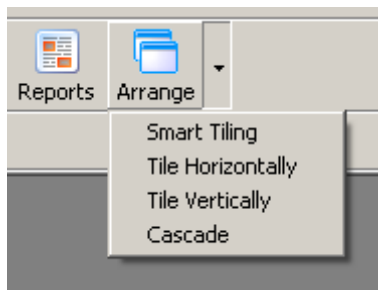 Reports Arrange
Smart Tiling
Tile Horizontally
Tile Vertically
Cascade